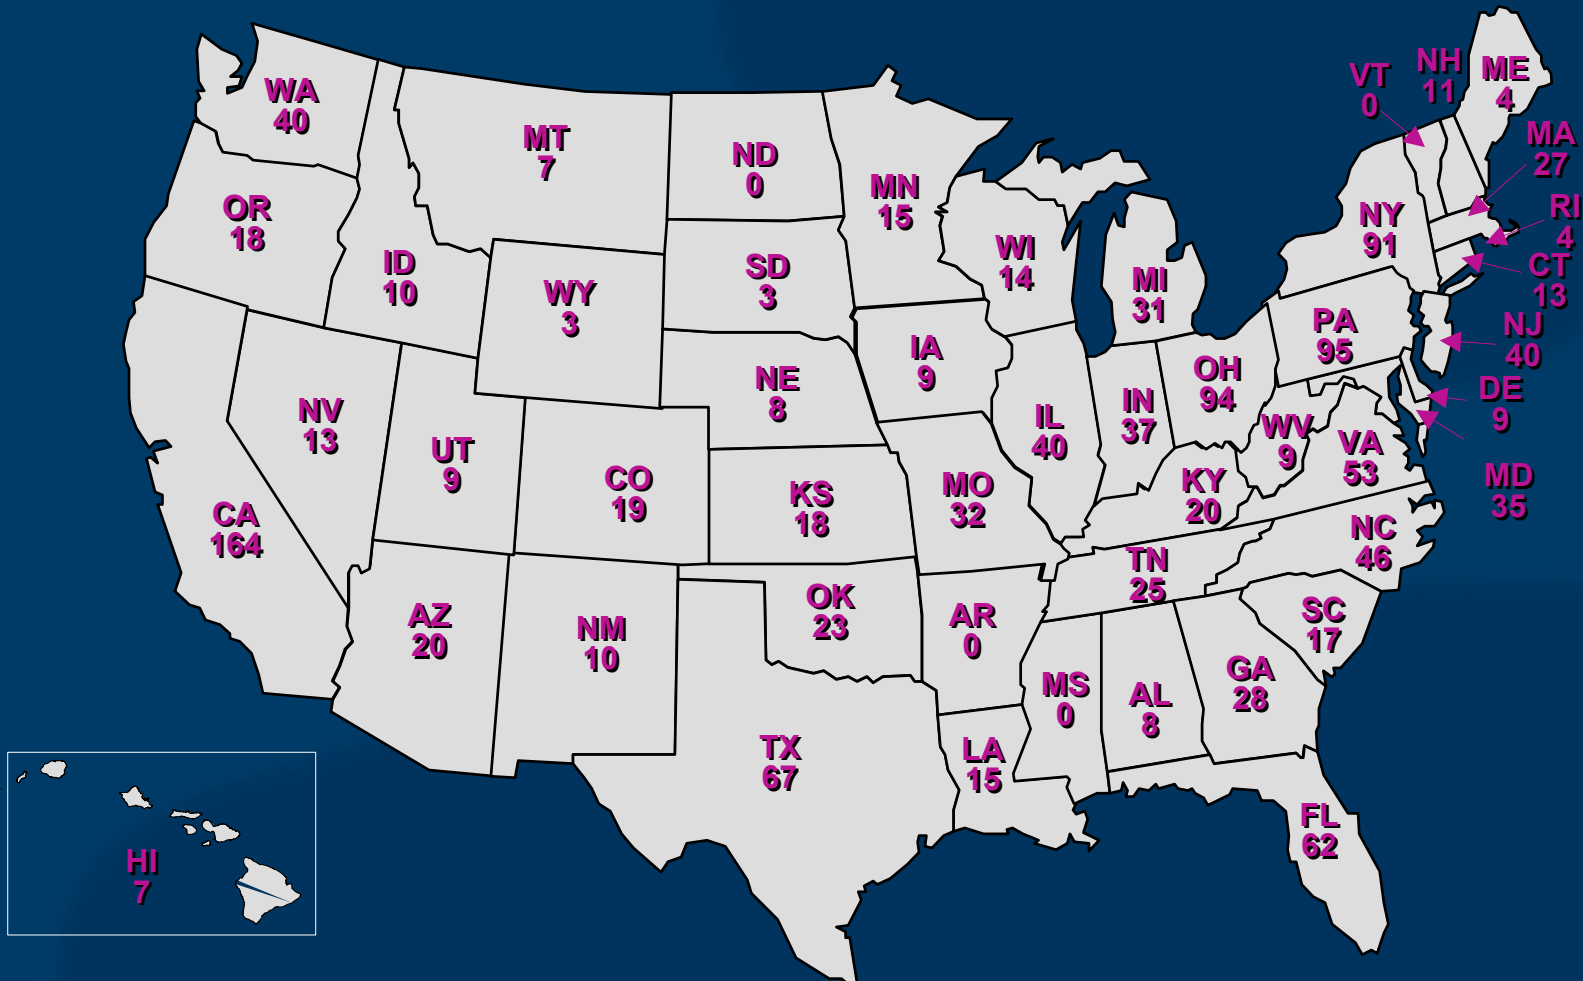 WA
40
OR
18
CA
164
NV
13
ID
10
MT
7
WY
3
UT
9
AZ
20
CO
19
NM
10
ND
0
SD
3
NE
8
KS
18
OK
23
TX
67
MN
15
IA
9
MO
32
AR
0
LA
15
WI
14
IL
40
MI
31
IN
37
OH
94
KY
20
TN
25
MS
0
AL
8
GA
28
FL
62
SC
17
NC
46
VA
53
WV
9
PA
95
NY
91
VT
0
NH
11
ME
4
MA
27
RI
4
CT
13
NJ
40
DE
9
MD
35
HI
7